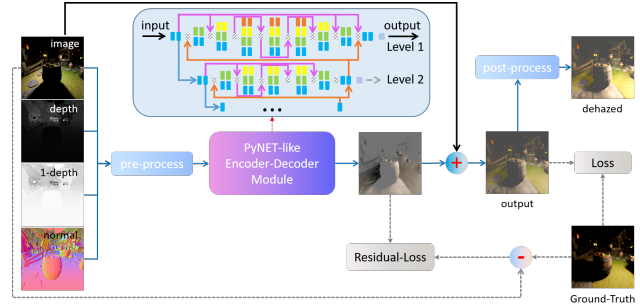 input
output
Level 1
Level 2
image
depth
1-depth
normal
pre-process
PyNET-like
Encoder-Decoder
Module
+
output
post-process
dehazed
Loss
Residual-Loss
-
Ground-Truth